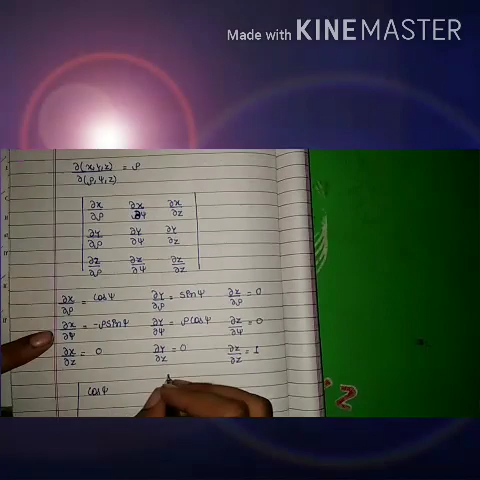 Made with KINEMASTER
∂(x,y,z) = ρ
∂(ρ,ψ,z)
∂x/∂ρ ∂x/∂ψ ∂x/∂z
∂y/∂ρ ∂y/∂ψ ∂y/∂z
∂z/∂ρ ∂z/∂ψ ∂z/∂z
∂x/∂ρ = cosψ ∂y/∂ρ = sinψ ∂z/∂ρ = 0
∂x/∂ψ = -ρsinψ ∂y/∂ψ = ρcosψ ∂z/∂ψ = 0
∂x/∂z = 0 ∂y/∂z = 0 ∂z/∂z = 1
cosψ